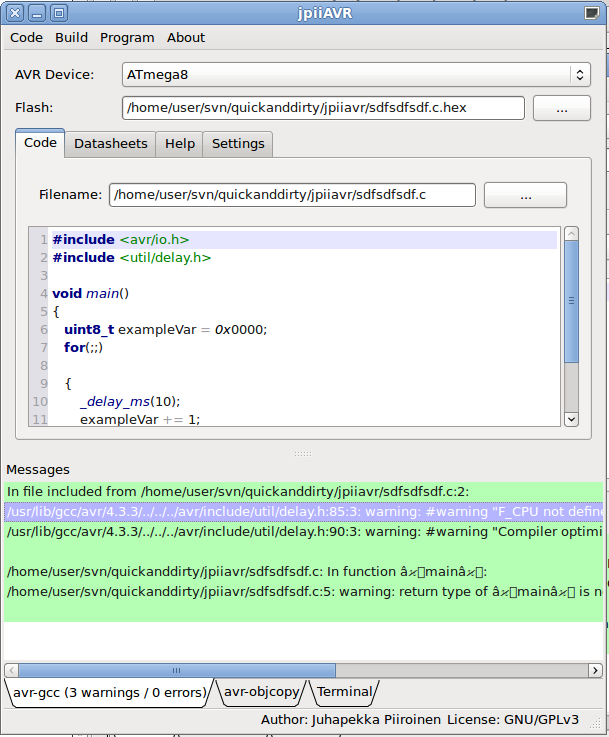 jpiiAVR
Code Build Program About
AVR Device: ATmega8
Flash: /home/user/svn/quickanddirty/jpiiavr/sdfsdfsdf.c.hex ...
Code Datasheets Help Settings
Filename: /home/user/svn/quickanddirty/jpiiavr/sdfsdfsdf.c ...
1 #include <avr/io.h>
2 #include <util/delay.h>
3
4 void main()
5 {
6 uint8_t exampleVar = 0x0000;
7 for(;;)
8
9 {
10 _delay_ms(10);
11 exampleVar += 1;
Messages
In file included from /home/user/svn/quickanddirty/jpiiavr/sdfsdfsdf.c:2:
/usr/lib/gcc/avr/4.3.3/../../../avr/include/util/delay.h:85:3: warning: #warning "F_CPU not define
/usr/lib/gcc/avr/4.3.3/../../../avr/include/util/delay.h:90:3: warning: #warning "Compiler optimi
/home/user/svn/quickanddirty/jpiiavr/sdfsdfsdf.c: In function mainâ:
/home/user/svn/quickanddirty/jpiiavr/sdfsdfsdf.c:5: warning: return type of mainâ is n
avr-gcc (3 warnings / 0 errors) avr-objcopy Terminal
Author: Juhapekka Piiroinen License: GNU/GPLv3